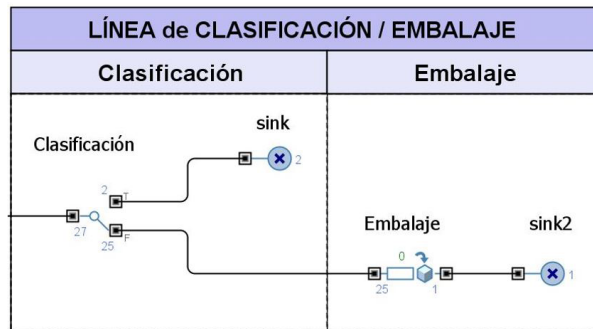 LÍNEA de CLASIFICACIÓN / EMBALAJE
Clasificación Embalaje
sink
2
Clasificación
2 T
27 25 F
Embalaje sink2
0
25 1 1